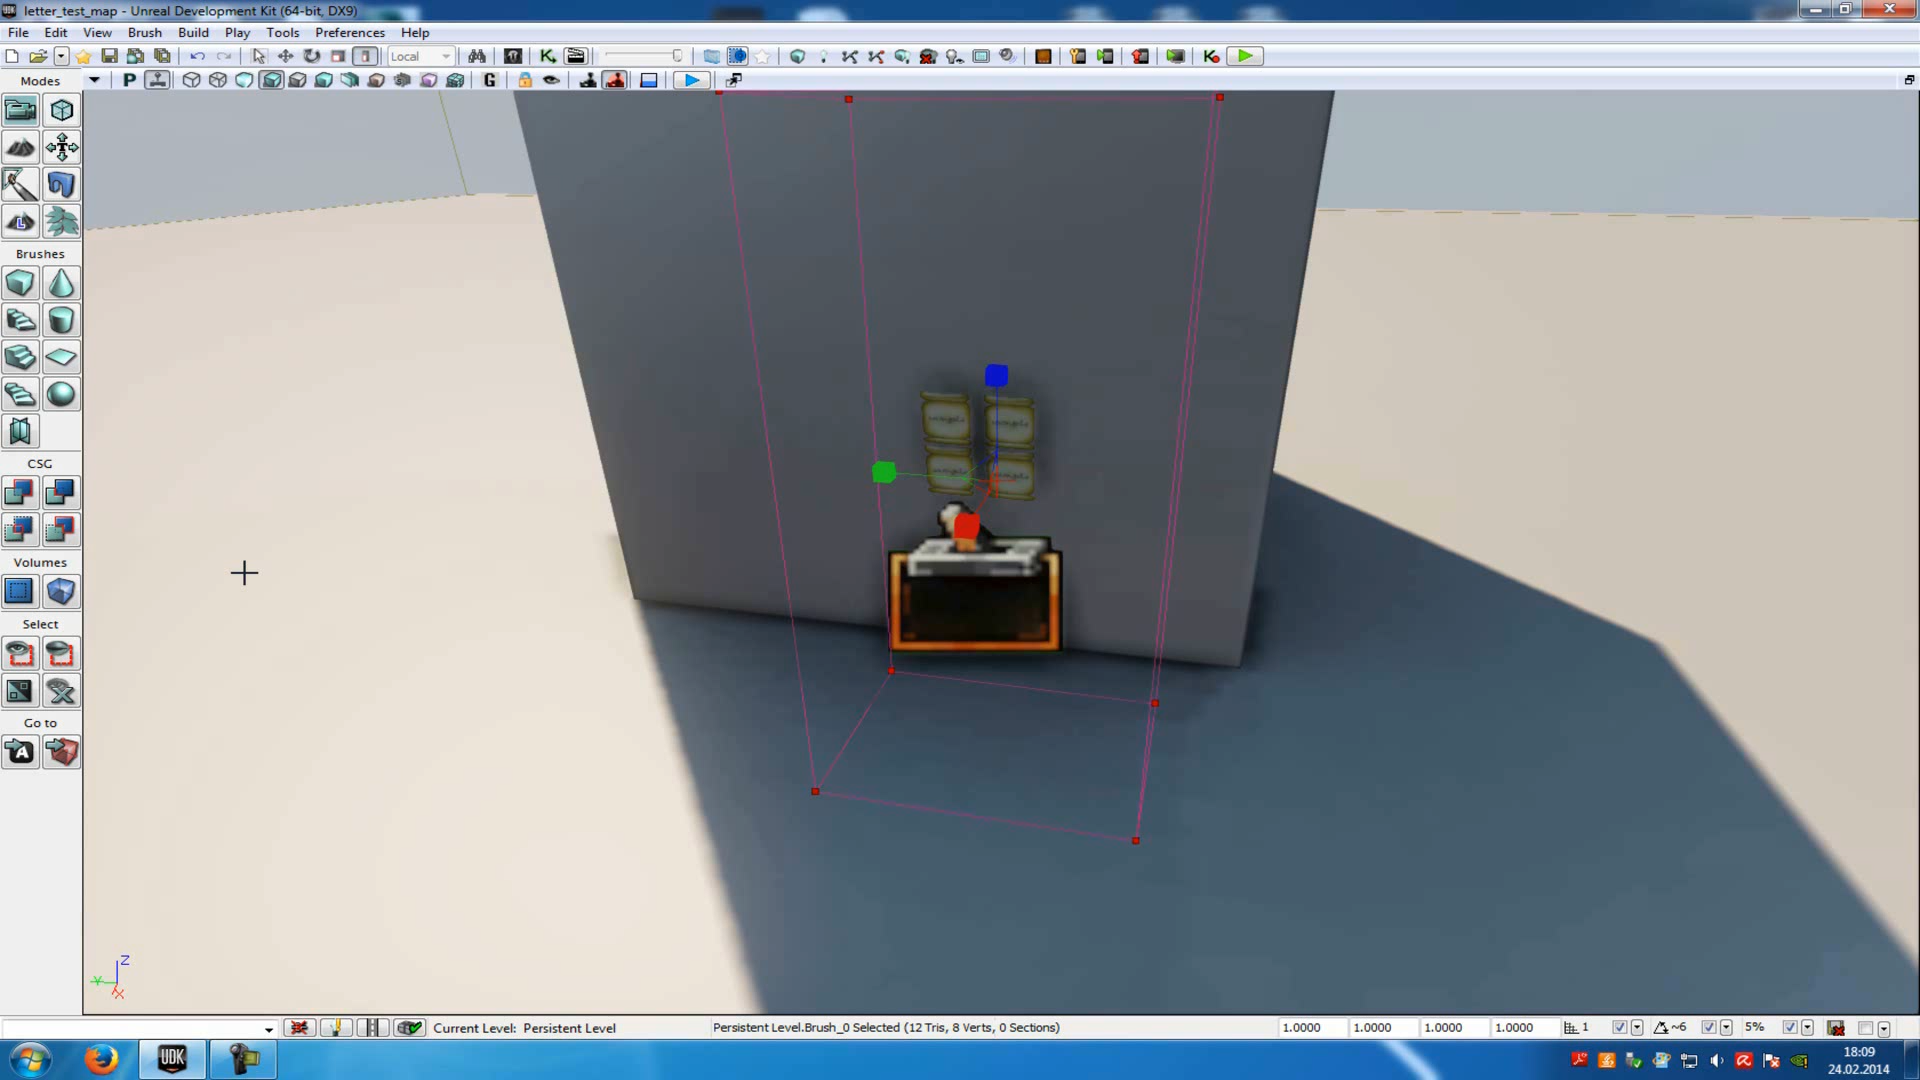 letter_test_map - Unreal Development Kit (64-bit, DX9)
File Edit View Brush Build Play Tools Preferences Help
Local
Modes
P
G
Brushes
CSG
Volumes
Select
Go to
Z
Y
X
Current Level: Persistent Level
Persistent Level.Brush_0 Selected (12 Tris, 8 Verts, 0 Sections)
1.0000 1.0000 1.0000 1.0000 1 ~6 5%
UDK
18:09
24.02.2014